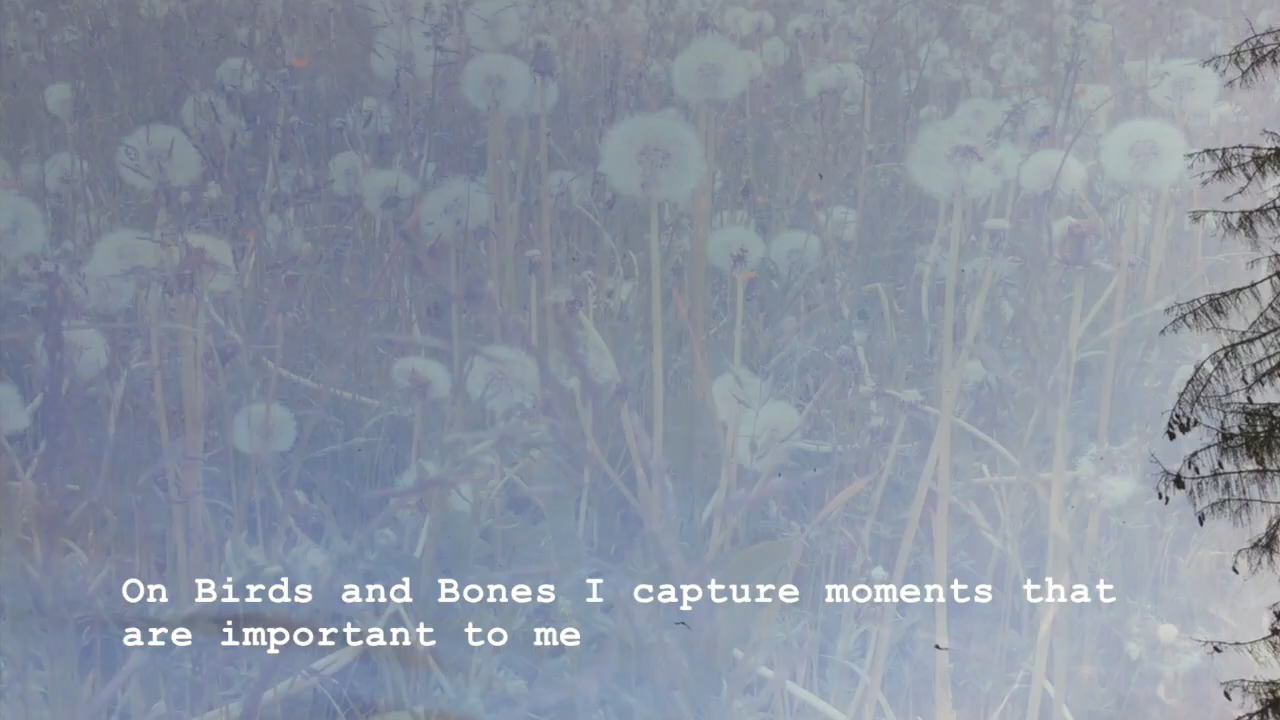 On Birds and Bones I capture moments that
are important to me